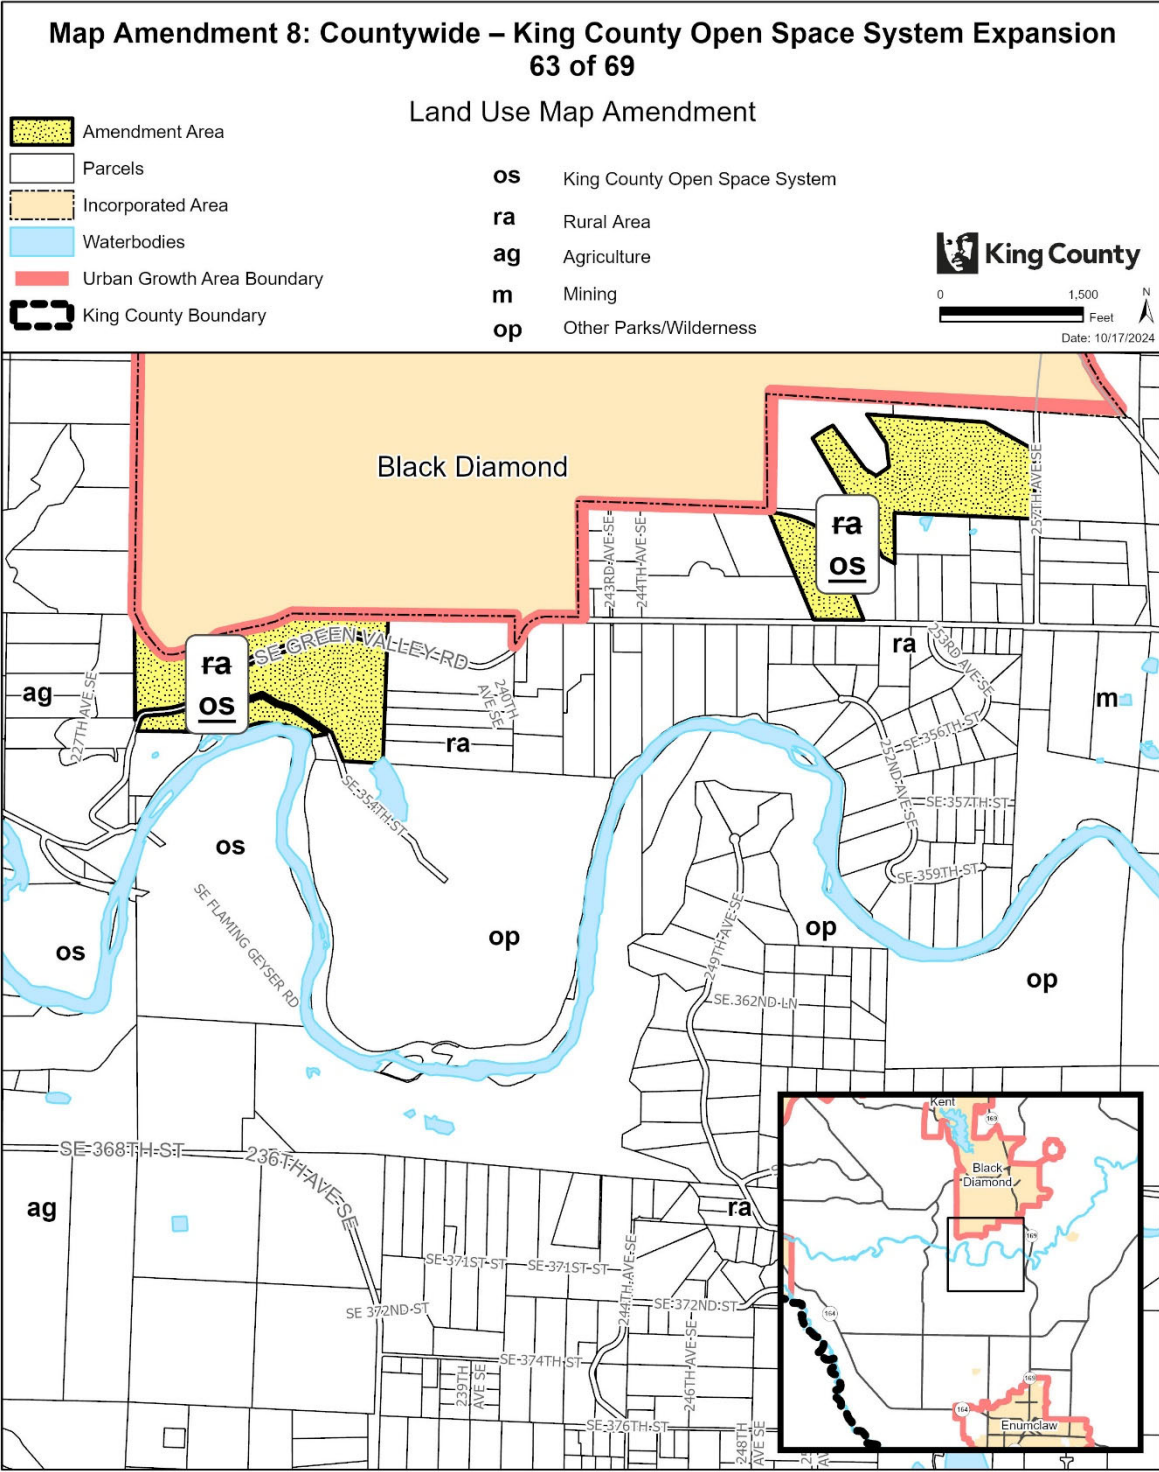 Map Amendment 8: Countywide – King County Open Space System Expansion
63 of 69
Land Use Map Amendment
Amendment Area
Parcels
Incorporated Area
Waterbodies
Urban Growth Area Boundary
King County Boundary
os King County Open Space System
ra Rural Area
ag Agriculture
m Mining
op Other Parks/Wilderness
King County
0 1,500
Feet
N
Date: 10/17/2024
Black Diamond
257TH AVE SE
ra
os
243RD AVE SE
244TH AVE SE
SE GREEN VALLEY RD
ra
os
ra
253RD AVE SE
ag
227TH AVE SE
240TH
AVE SE
ra
m
SE 356TH ST
252ND AVE SE
SE 354TH ST
SE 357TH ST
os
SE 359TH ST
SE FLAMING GEYSER RD
249TH AVE SE
os
op
op
op
SE 362ND LN
SE 368TH ST
236TH AVE SE
ag
ra
SE 371ST ST
SE 371ST ST
244TH AVE SE
SE 372ND ST
SE 372ND ST
SE 374TH ST
239TH
AVE SE
246TH AVE SE
SE 376TH ST
248TH
AVE SE
Kent
169
Black
Diamond
169
164
169
164
Enumclaw